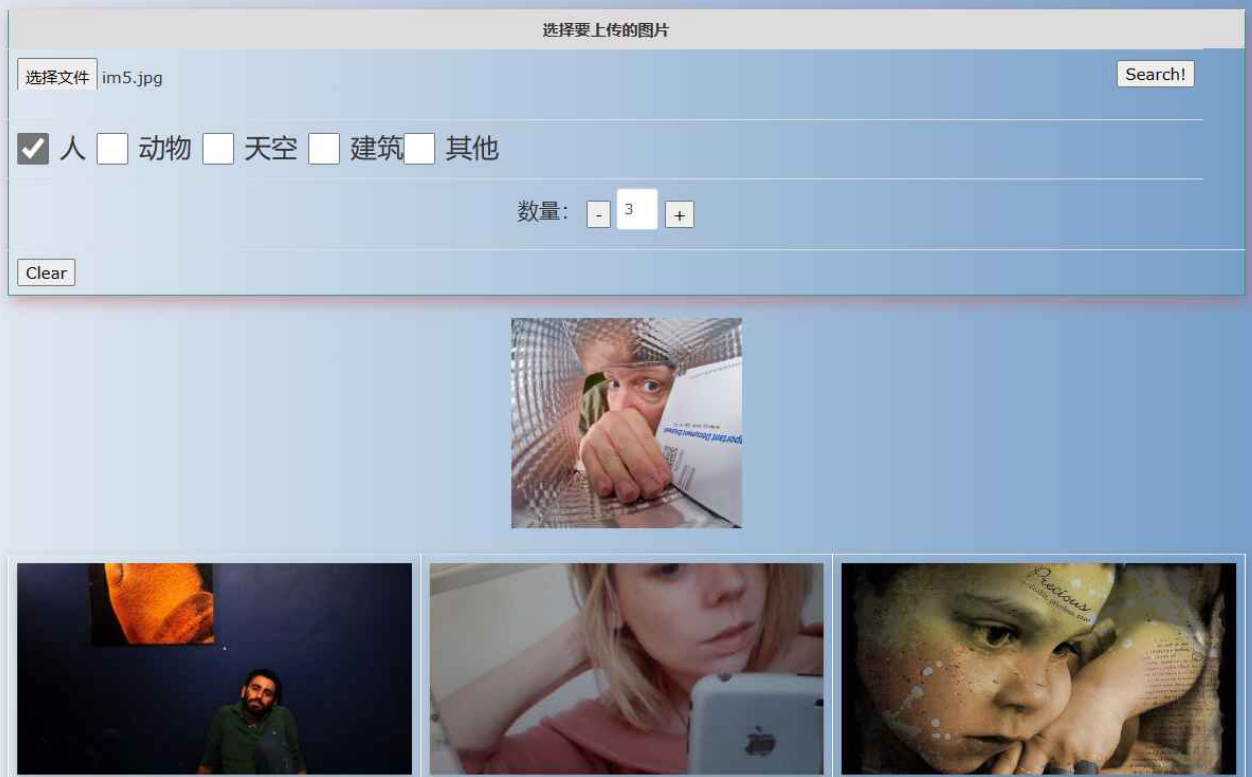 选择要上传的图片
选择文件 im5.jpg
Search!
人 动物 天空 建筑 其他
数量： - 3 +
Clear
Precious